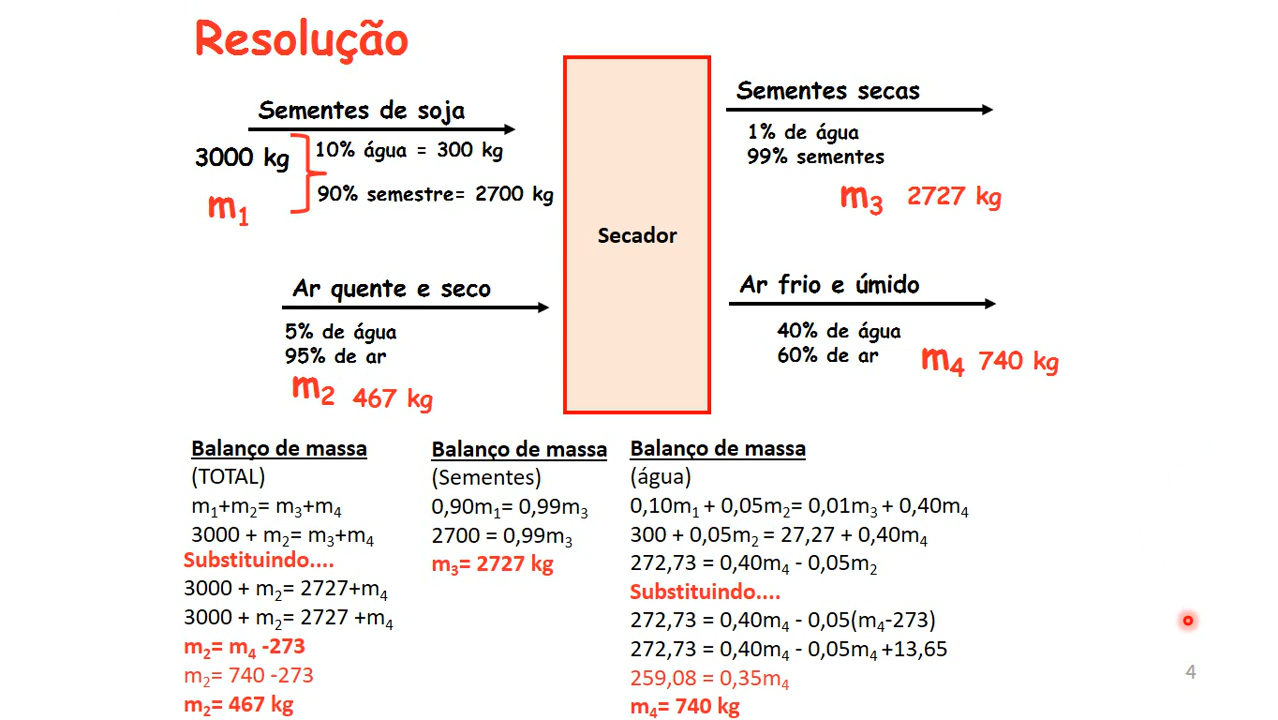 Resolução
Sementes de soja
3000 kg
10% água = 300 kg
90% semestre= 2700 kg
m₁
Ar quente e seco
5% de água
95% de ar
m₂ 467 kg
Secador
Sementes secas
1% de água
99% sementes
m₃ 2727 kg
Ar frio e úmido
40% de água
60% de ar
m₄ 740 kg
Balanço de massa
(TOTAL)
m₁+m₂= m₃+m₄
3000 + m₂= m₃+m₄
Substituindo....
3000 + m₂= 2727+m₄
3000 + m₂= 2727 +m₄
m₂= m₄ -273
m₂= 740 -273
m₂= 467 kg
Balanço de massa
(Sementes)
0,90m₁= 0,99m₃
2700 = 0,99m₃
m₃= 2727 kg
Balanço de massa
(água)
0,10m₁ + 0,05m₂= 0,01m₃ + 0,40m₄
300 + 0,05m₂ = 27,27 + 0,40m₄
272,73 = 0,40m₄ - 0,05m₂
Substituindo....
272,73 = 0,40m₄ - 0,05(m₄-273)
272,73 = 0,40m₄ - 0,05m₄ +13,65
259,08 = 0,35m₄
m₄= 740 kg
4